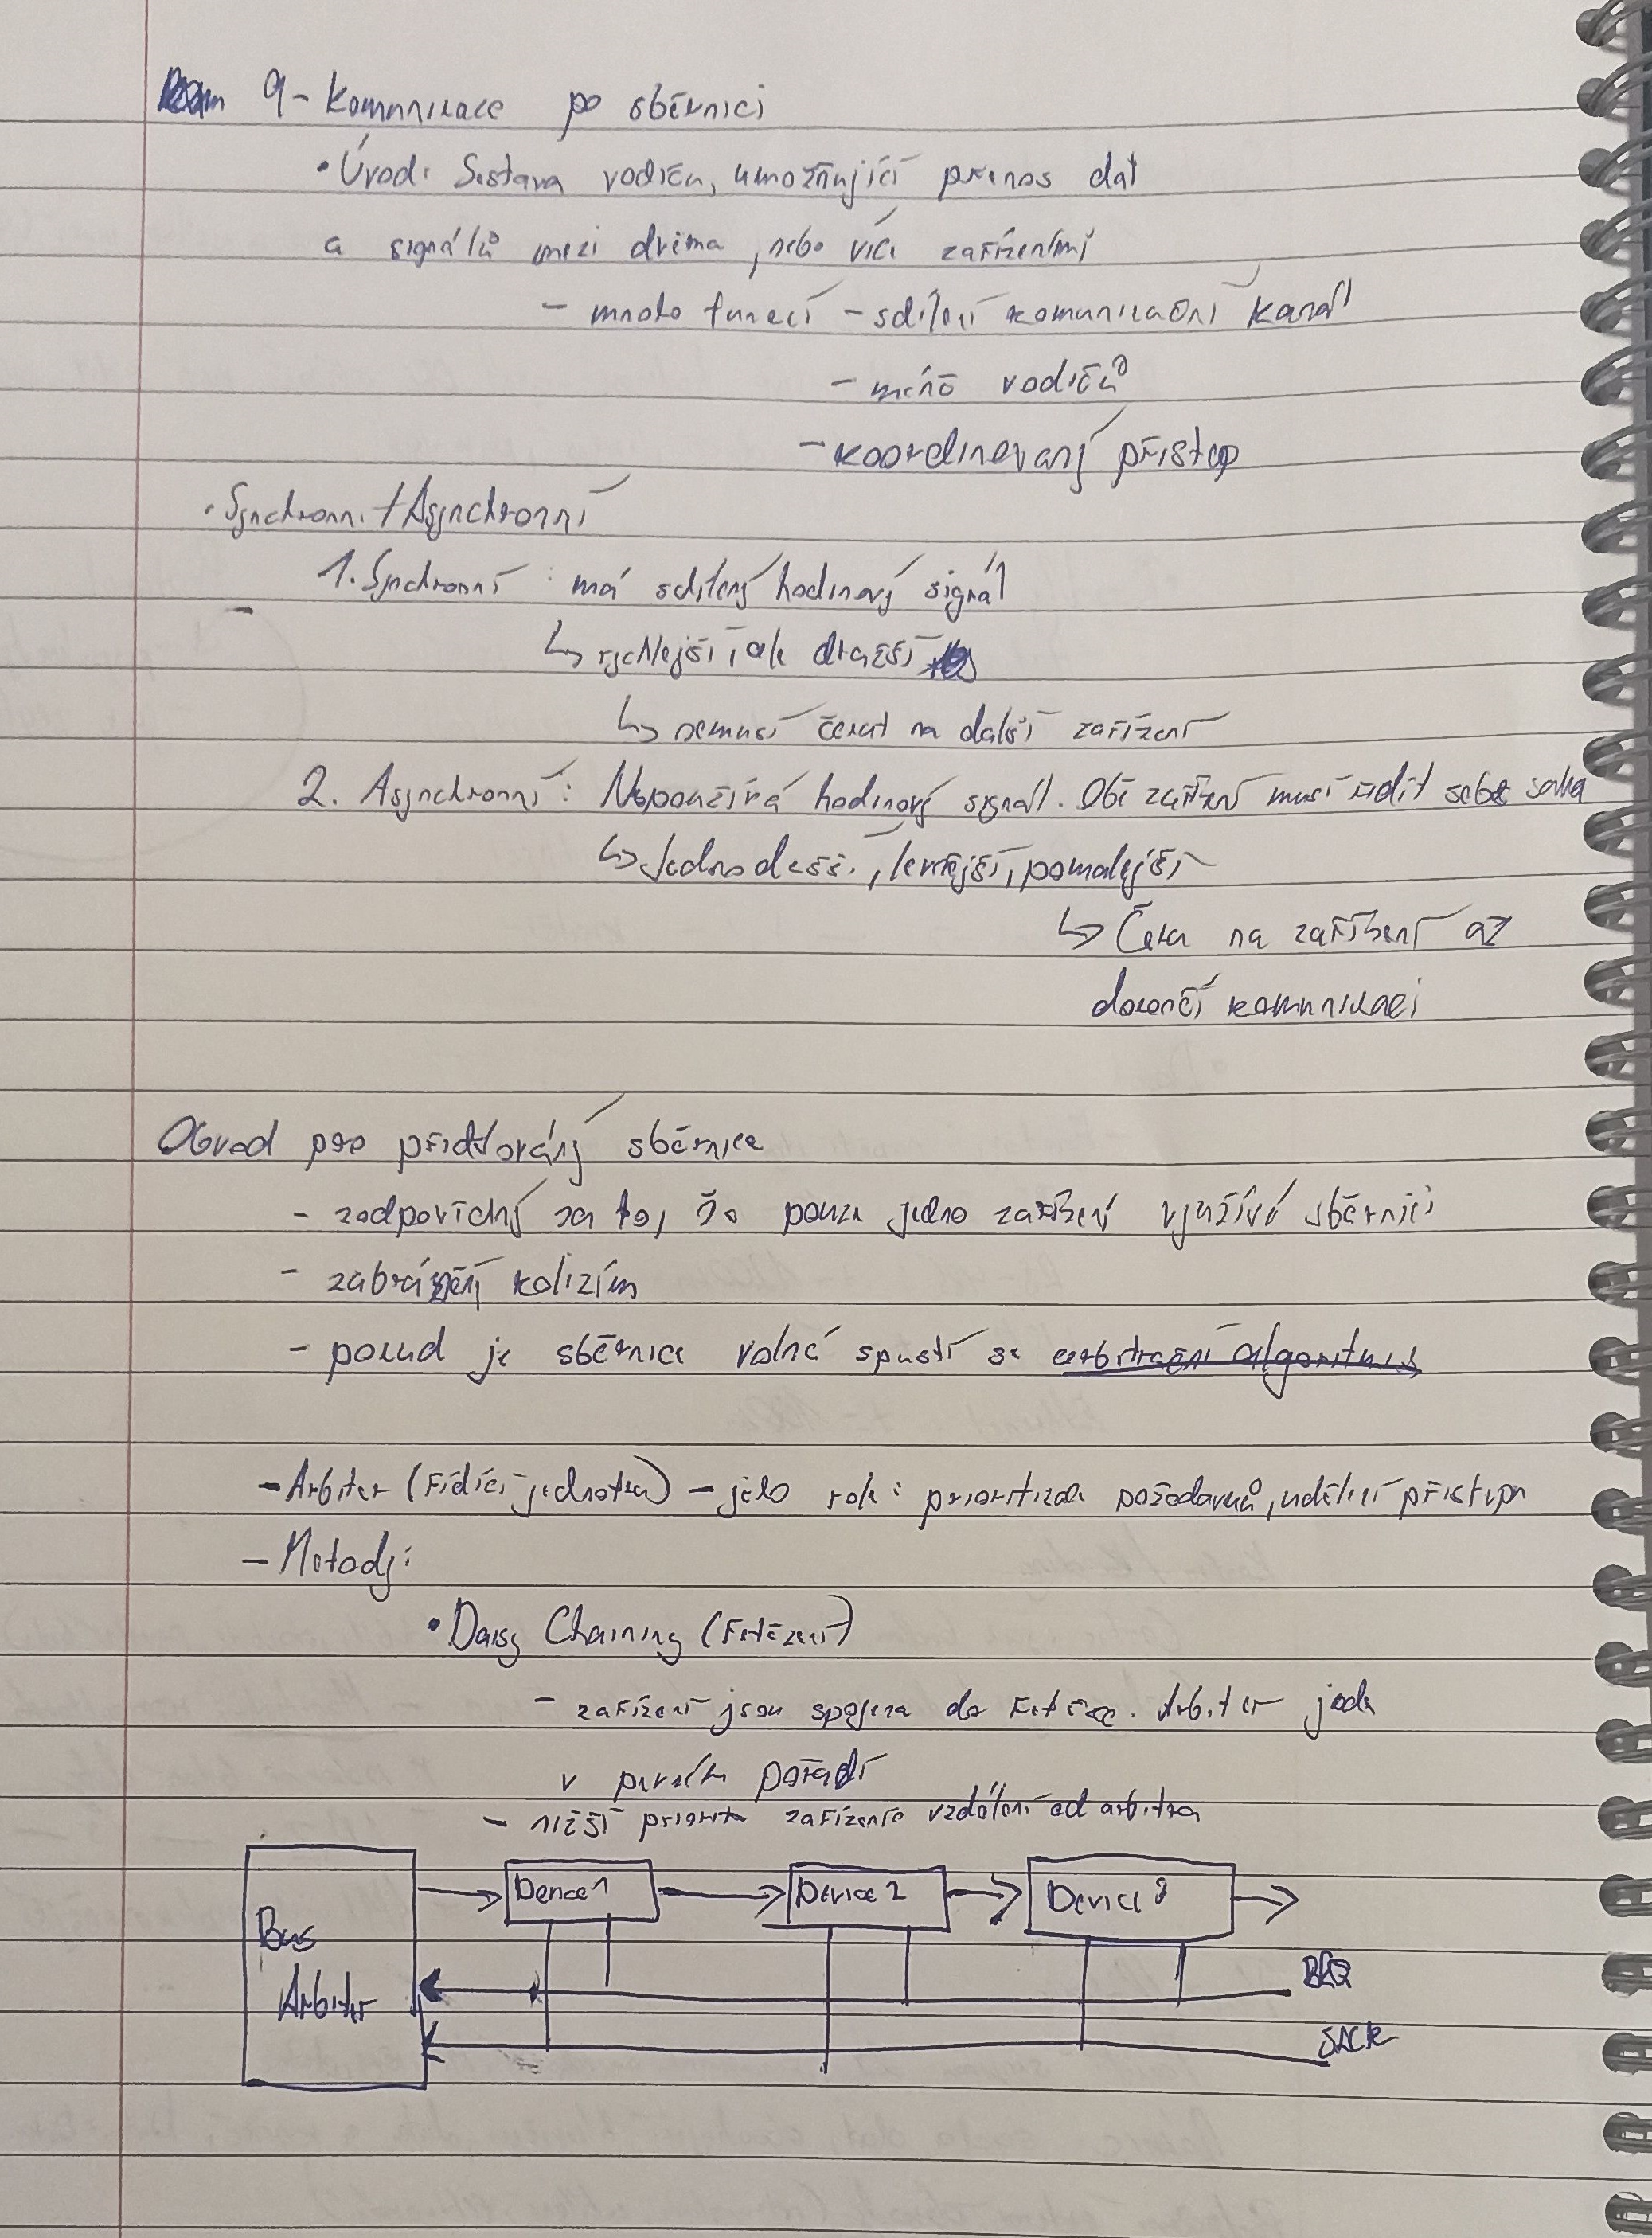 9 - Komunikace po sběrnici
• Úvod: Sestava vodičů, umožňující přenos dat
a signálů mezi dvěma, nebo víci zařízeními
- mnoho funkcí - sdílení komunikační kanál
- méně vodičů
- koordinovaný přístup
• Synchronní + Asynchronní
1. Synchronní: má sdílený hodinový signál
↳ rychlejší, ale dražší
↳ nemusí čekat na další zařízení
2. Asynchronní: Nepoužívá hodinový signál. Obě zařízení musí řídit sebe sama
↳ Jednodušší, levnější, pomalejší
↳ Čeká na zařízení až
dokončí komunikaci
Obvod pro přidělování sběrnice
- zodpovědný za to, že pouze jedno zařízení využívá sběrnici
- zabránění kolizím
- pokud je sběrnice volná spustí se arbitrační algoritmus
- Arbiter (řídící jednotka) - jeho role: prioritizace požadavků, udělení přístupu
- Metody:
• Daisy Chaining (řetězení)
- zařízení jsou spojena do řetězce. Arbiter jede
v pořadí
- nižší priorita zařízení vzdálení od arbitra
Bus
Arbiter
Device 1
Device 2
Device 3
BRQ
SACK